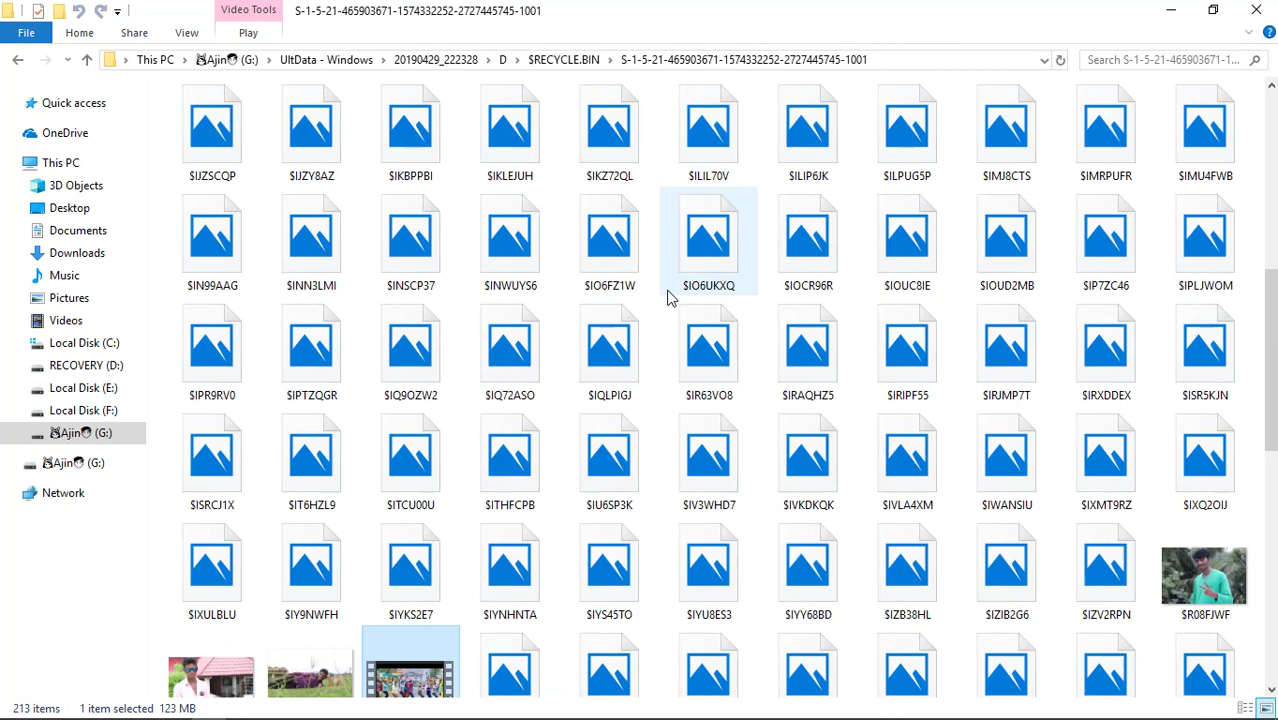 S-1-5-21-465903671-1574332252-2727445745-1001
Video Tools
File Home Share View Play
This PC Ajin (G:) UltData - Windows 20190429_222328 D $RECYCLE.BIN S-1-5-21-465903671-1574332252-2727445745-1001
Search S-1-5-21-465903671-1...
Quick access
OneDrive
This PC
3D Objects
Desktop
Documents
Downloads
Music
Pictures
Videos
Local Disk (C:)
RECOVERY (D:)
Local Disk (E:)
Local Disk (F:)
Ajin (G:)
Ajin (G:)
Network
$IJZSCQP $IJZY8AZ $IKBPPBI $IKLEJUH $IKZ72QL $ILIL70V $ILIP6JK $ILPUG5P $IMJ8CTS $IMRPUFR $IMU4FWB
$IN99AAG $INN3LMI $INSCP37 $INWUYS6 $IO6FZ1W $IO6UKXQ $IOCR96R $IOUC8IE $IOUD2MB $IP7ZC46 $IPLJWOM
$IPR9RV0 $IPTZQGR $IQ9OZW2 $IQ72ASO $IQLPIGJ $IR63VO8 $IRAQHZ5 $IRIPF55 $IRJMP7T $IRXDDEX $ISR5KJN
$ISRCJ1X $IT6HZL9 $ITCU00U $ITHFCPB $IU6SP3K $IV3WHD7 $IVKDKQK $IVLA4XM $IWANSIU $IXMT9RZ $IXQ2OIJ
$IXULBLU $IY9NWFH $IYKS2E7 $IYNHNTA $IYS45TO $IYU8ES3 $IYY68BD $IZB38HL $IZIB2G6 $IZV2RPN $R08FJWF
213 items 1 item selected 123 MB